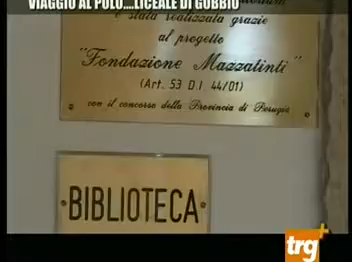 VIAGGIO AL POLO....LICEALE DI GUBBIO
è stata realizzata grazie
al progetto
"Fondazione Mazzatinti"
(Art. 53 D.I. 44/01)
con il concorso della Provincia di Perugia
BIBLIOTECA
trg+